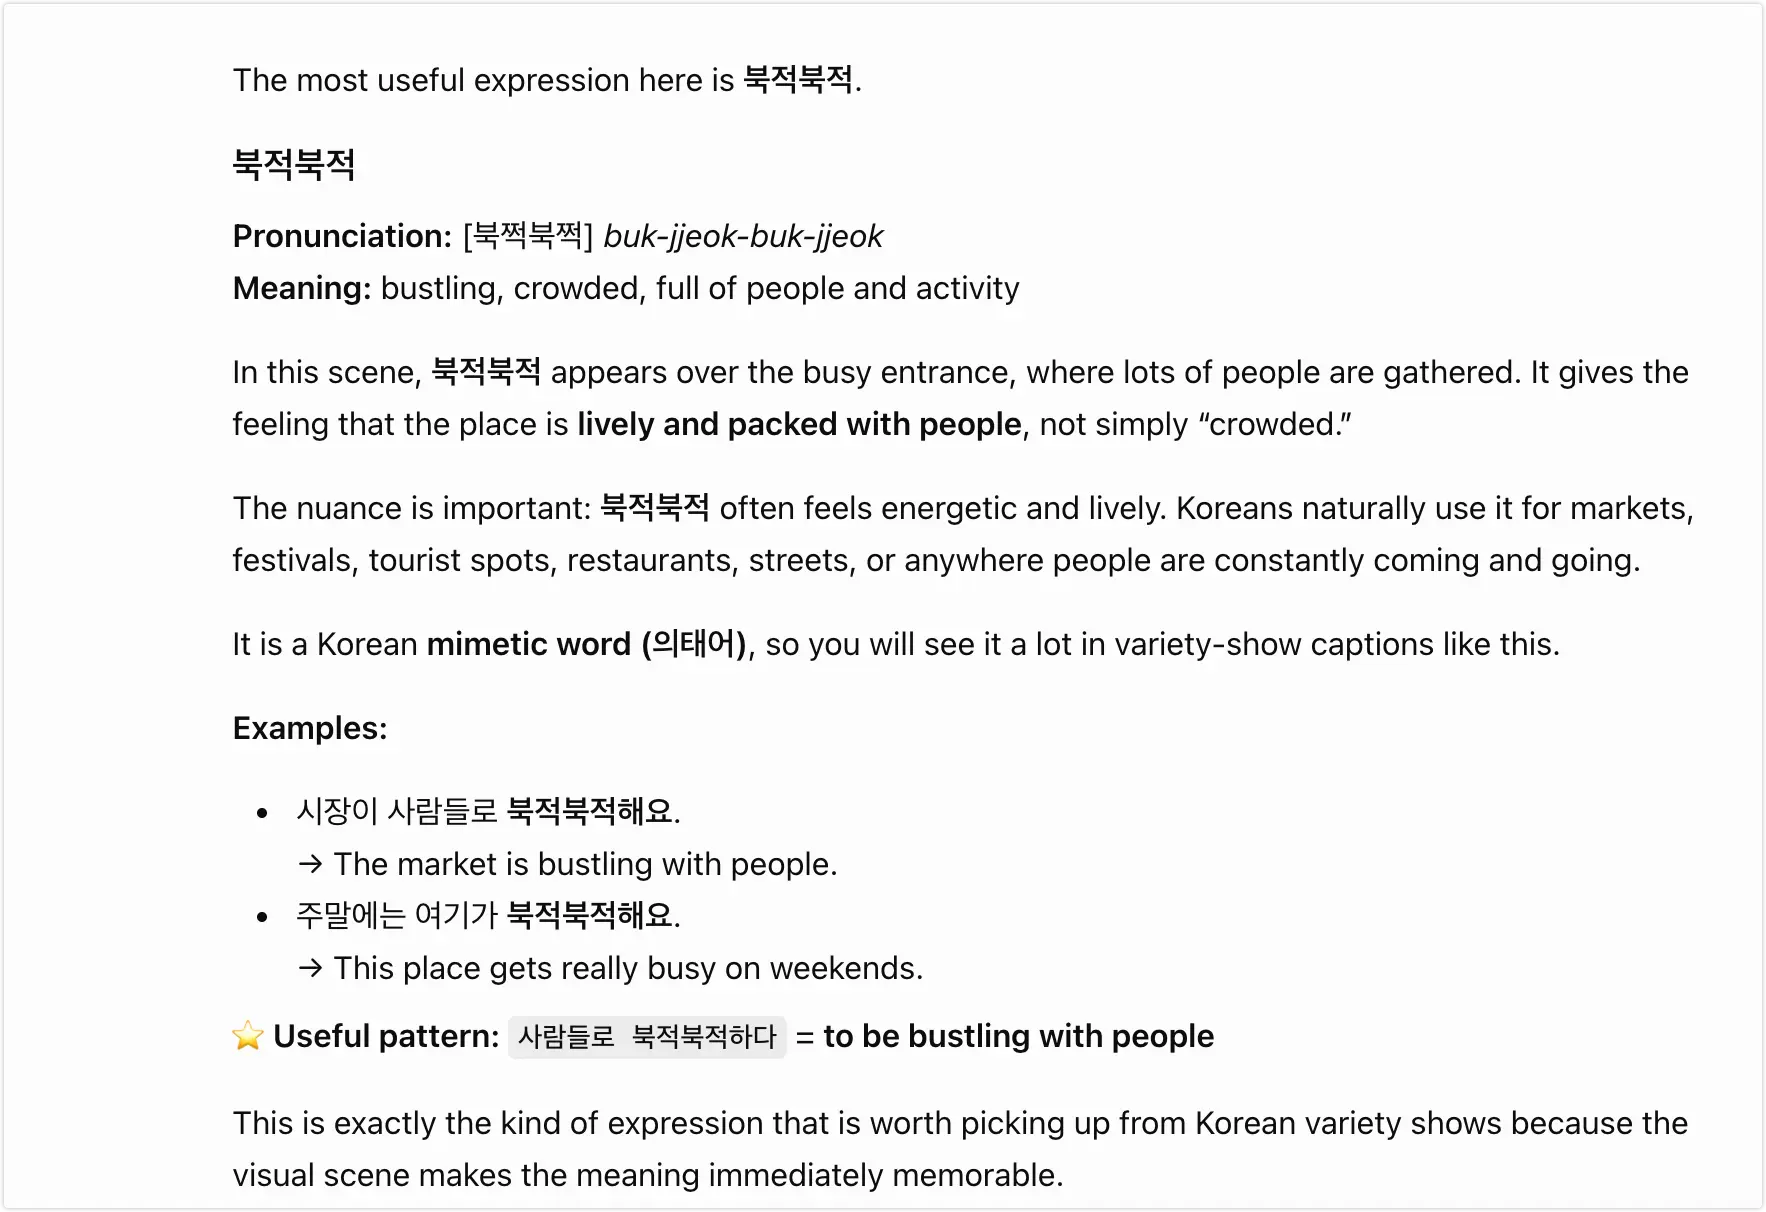 The most useful expression here is 북적북적.
북적북적
Pronunciation: [북쩍북쩍] buk-jjeok-buk-jjeok
Meaning: bustling, crowded, full of people and activity
In this scene, 북적북적 appears over the busy entrance, where lots of people are gathered. It gives the
feeling that the place is lively and packed with people, not simply “crowded.”
The nuance is important: 북적북적 often feels energetic and lively. Koreans naturally use it for markets,
festivals, tourist spots, restaurants, streets, or anywhere people are constantly coming and going.
It is a Korean mimetic word (의태어), so you will see it a lot in variety-show captions like this.
Examples:
• 시장이 사람들로 북적북적해요.
→ The market is bustling with people.
• 주말에는 여기가 북적북적해요.
→ This place gets really busy on weekends.
⭐ Useful pattern: 사람들로 북적북적하다 = to be bustling with people
This is exactly the kind of expression that is worth picking up from Korean variety shows because the
visual scene makes the meaning immediately memorable.